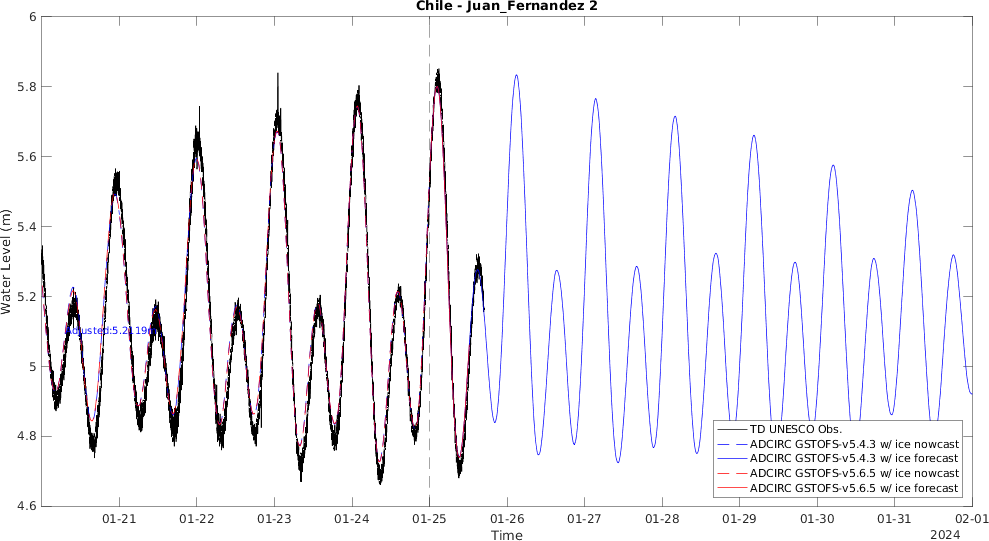 Chile - Juan_Fernandez 2
6
5.8
5.6
5.4
5.2
5
4.8
4.6
Water Level (m)
01-21
01-22
01-23
01-24
01-25
01-26
01-27
01-28
01-29
01-30
01-31
02-01
Time
2024
TD UNESCO Obs.
ADCIRC GSTOFS-v5.4.3 w/ ice nowcast
ADCIRC GSTOFS-v5.4.3 w/ ice forecast
ADCIRC GSTOFS-v5.6.5 w/ ice nowcast
ADCIRC GSTOFS-v5.6.5 w/ ice forecast